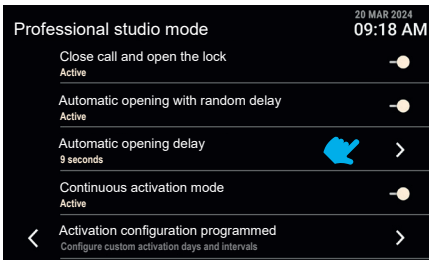 20 MAR 2024
Professional studio mode
09:18 AM
Close call and open the lock
Active
Automatic opening with random delay
Active
Automatic opening delay
9 seconds
Continuous activation mode
Active
Activation configuration programmed
Configure custom activation days and intervals